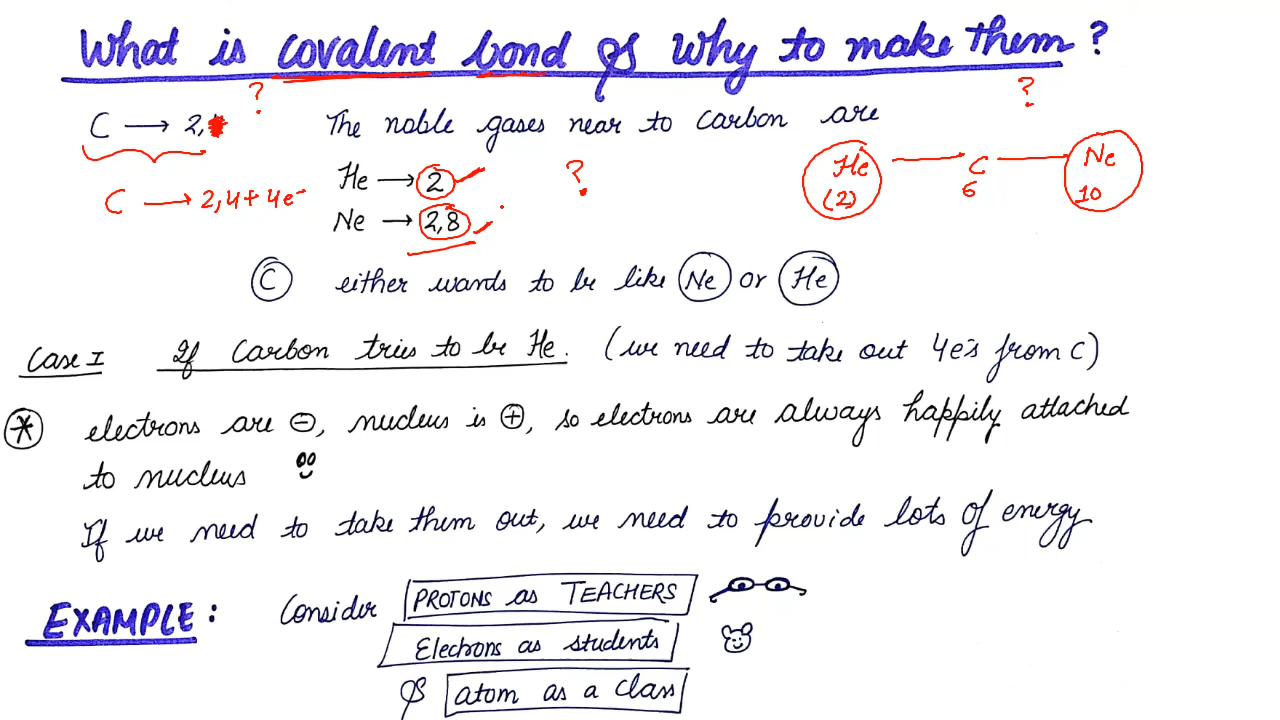 What is covalent bond & Why to make them?
? ?
C → 2, The noble gases near to carbon are
He → 2 ? He — C — Ne
(2) 6 10
C → 2,4 + 4e⁻
Ne → 2,8
C either wants to be like Ne or He
Case I If Carbon tries to be He. (we need to take out 4e⁻s from C)
* electrons are ⊖, nucleus is ⊕, so electrons are always happily attached
to nucleus
If we need to take them out, we need to provide lots of energy
EXAMPLE: Consider PROTONS as TEACHERS
Electrons as students
& atom as a class